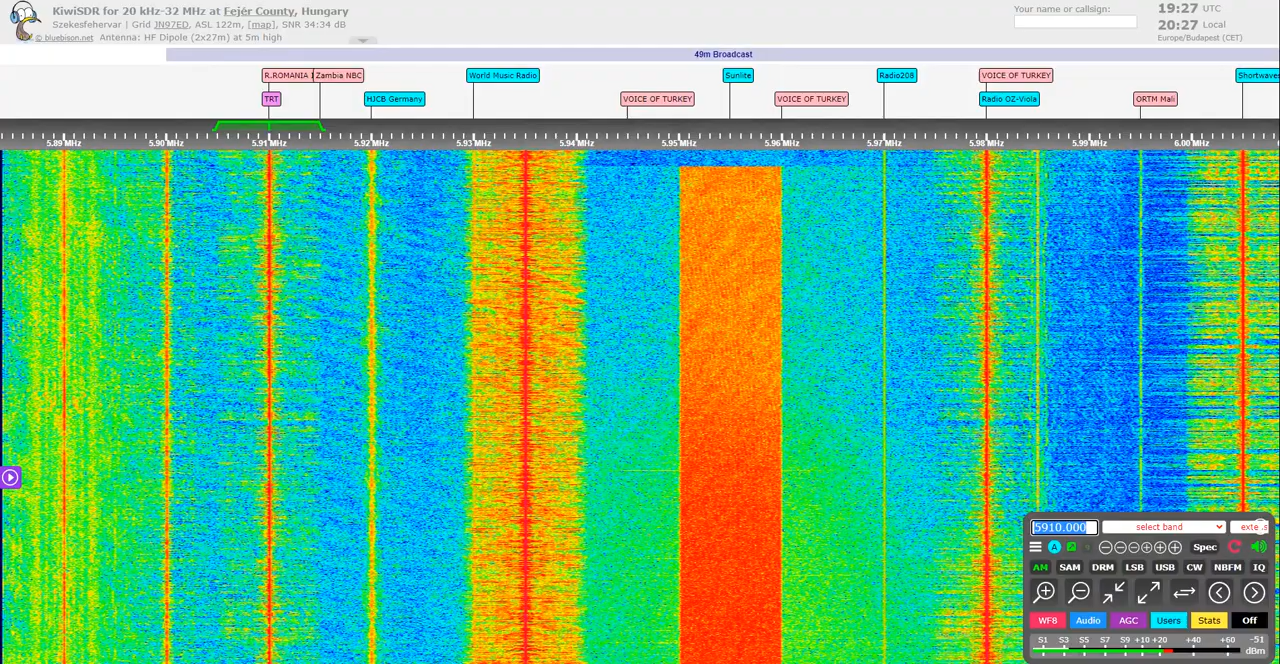 KiwiSDR for 20 kHz-32 MHz at Fejér County, Hungary
Szekesfehervar | Grid JN97ED, ASL 122m, [map], SNR 34:34 dB
© bluebison.net Antenna: HF Dipole (2x27m) at 5m high
Your name or callsign:
19:27 UTC
20:27 Local
Europe/Budapest (CET)
49m Broadcast
R.ROMANIA I Zambia NBC World Music Radio Sunlite Radio208 VOICE OF TURKEY Shortwave
TRT HJCB Germany VOICE OF TURKEY VOICE OF TURKEY Radio OZ-Viola ORTM Mali
5.89 MHz 5.90 MHz 5.91 MHz 5.92 MHz 5.93 MHz 5.94 MHz 5.95 MHz 5.96 MHz 5.97 MHz 5.98 MHz 5.99 MHz 6.00 MHz
5910.000 select band
A Spec
AM SAM DRM LSB USB CW NBFM IQ
WF8 Audio AGC Users Stats Off
S1 S3 S5 S7 S9 +10 +20 +40 +60 -51
dBm